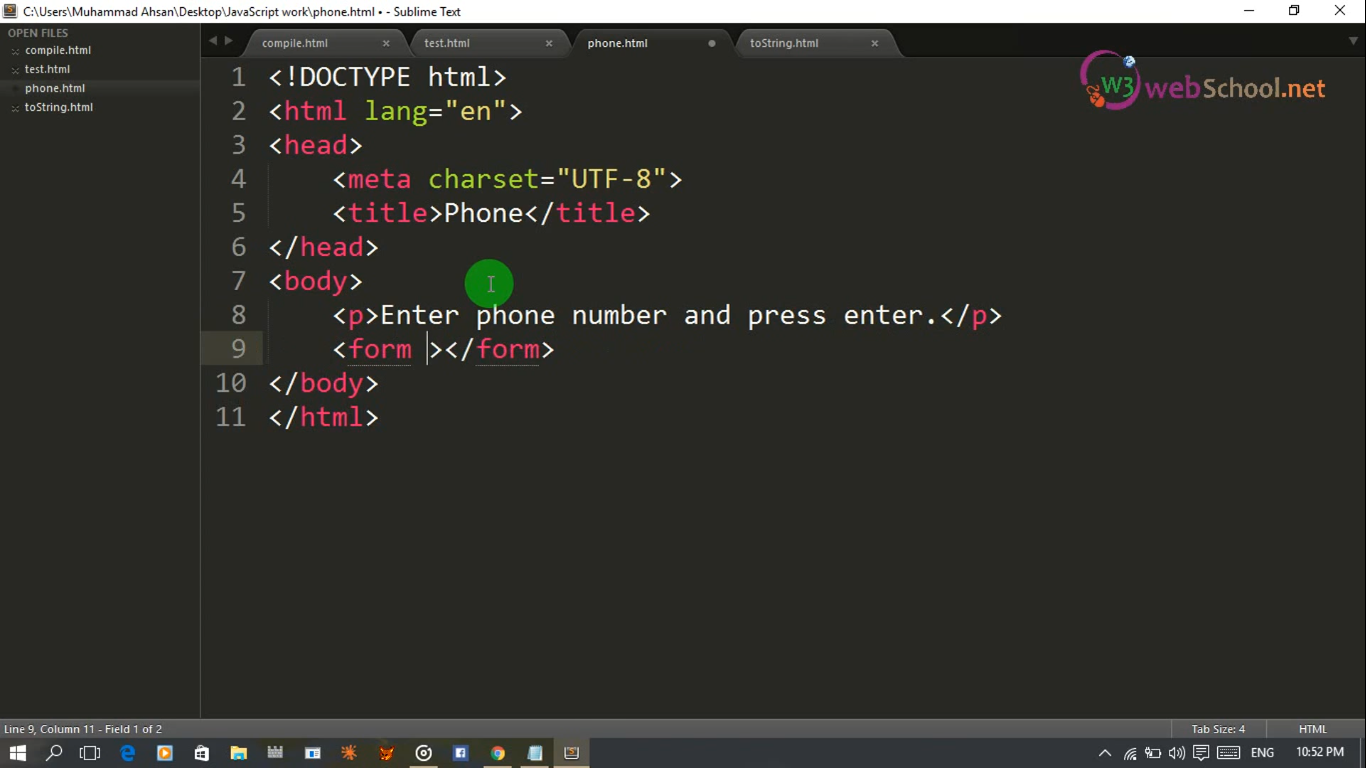 C:\Users\Muhammad Ahsan\Desktop\JavaScript work\phone.html • - Sublime Text
OPEN FILES
compile.html
test.html
phone.html
toString.html
compile.html × test.html × phone.html • toString.html ×
W3 webSchool.net
1 <!DOCTYPE html>
2 <html lang="en">
3 <head>
4 <meta charset="UTF-8">
5 <title>Phone</title>
6 </head>
7 <body>
8 <p>Enter phone number and press enter.</p>
9 <form ></form>
10 </body>
11 </html>
Line 9, Column 11 - Field 1 of 2 Tab Size: 4 HTML
ENG 10:52 PM